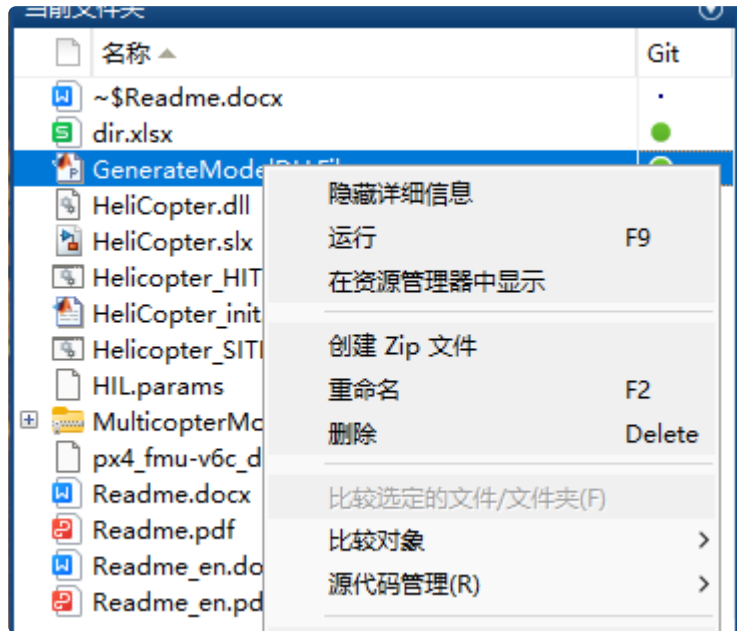 当前文件夹
名称 Git
~$Readme.docx
dir.xlsx
GenerateMode
HeliCopter.dll
HeliCopter.slx
Helicopter_HIT
HeliCopter_init
Helicopter_SITL
HIL.params
MulticopterMo
px4_fmu-v6c_d
Readme.docx
Readme.pdf
Readme_en.do
Readme_en.pd
隐藏详细信息
运行 F9
在资源管理器中显示
创建 Zip 文件
重命名 F2
删除 Delete
比较选定的文件/文件夹(F)
比较对象
源代码管理(R)